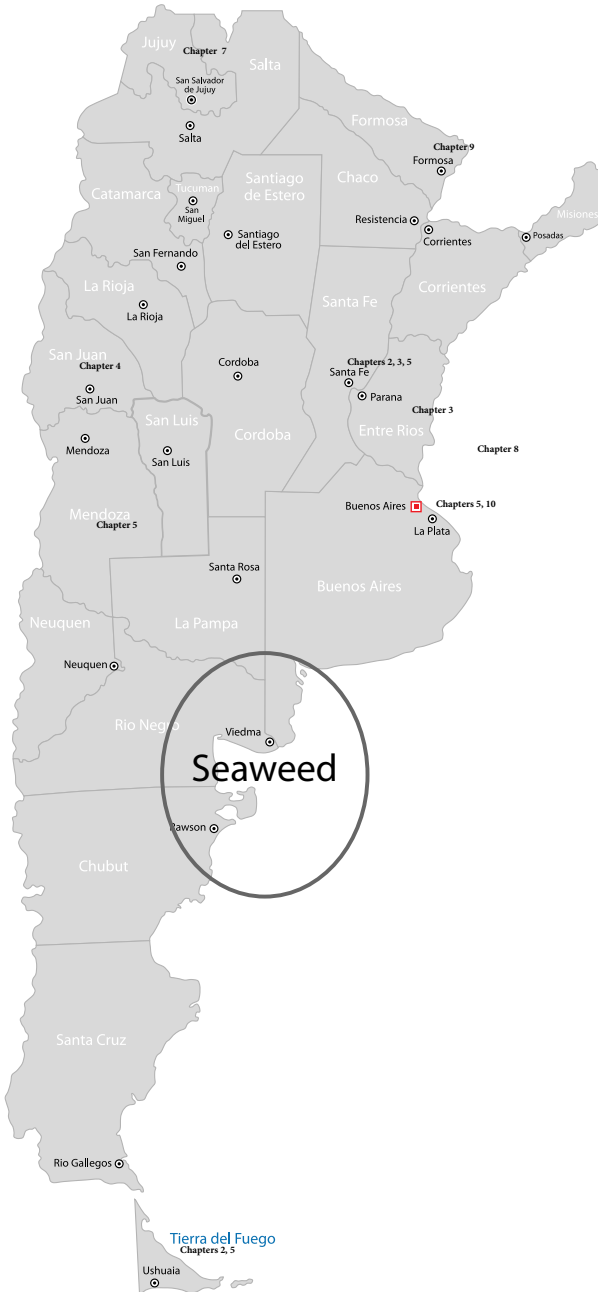 Jujuy
Chapter 7
Salta
San Salvador
de Jujuy
Salta
Formosa
Chapter 9
Formosa
Catamarca
Tucuman
San
Miguel
Santiago
de Estero
Chaco
Misiones
Resistencia
Corrientes
Posadas
Santiago
del Estero
San Fernando
La Rioja
La Rioja
Santa Fe
Corrientes
San Juan
Chapter 4
San Juan
Cordoba
Chapters 2, 3, 5
Santa Fe
Parana
Chapter 3
San Luis
Cordoba
Entre Rios
Mendoza
San Luis
Chapter 8
Mendoza
Chapter 5
Buenos Aires
Chapters 5, 10
La Plata
Santa Rosa
Buenos Aires
Neuquen
La Pampa
Neuquen
Rio Negro
Viedma
Seaweed
Rawson
Chubut
Santa Cruz
Rio Gallegos
Tierra del Fuego
Chapters 2, 5
Ushuaia